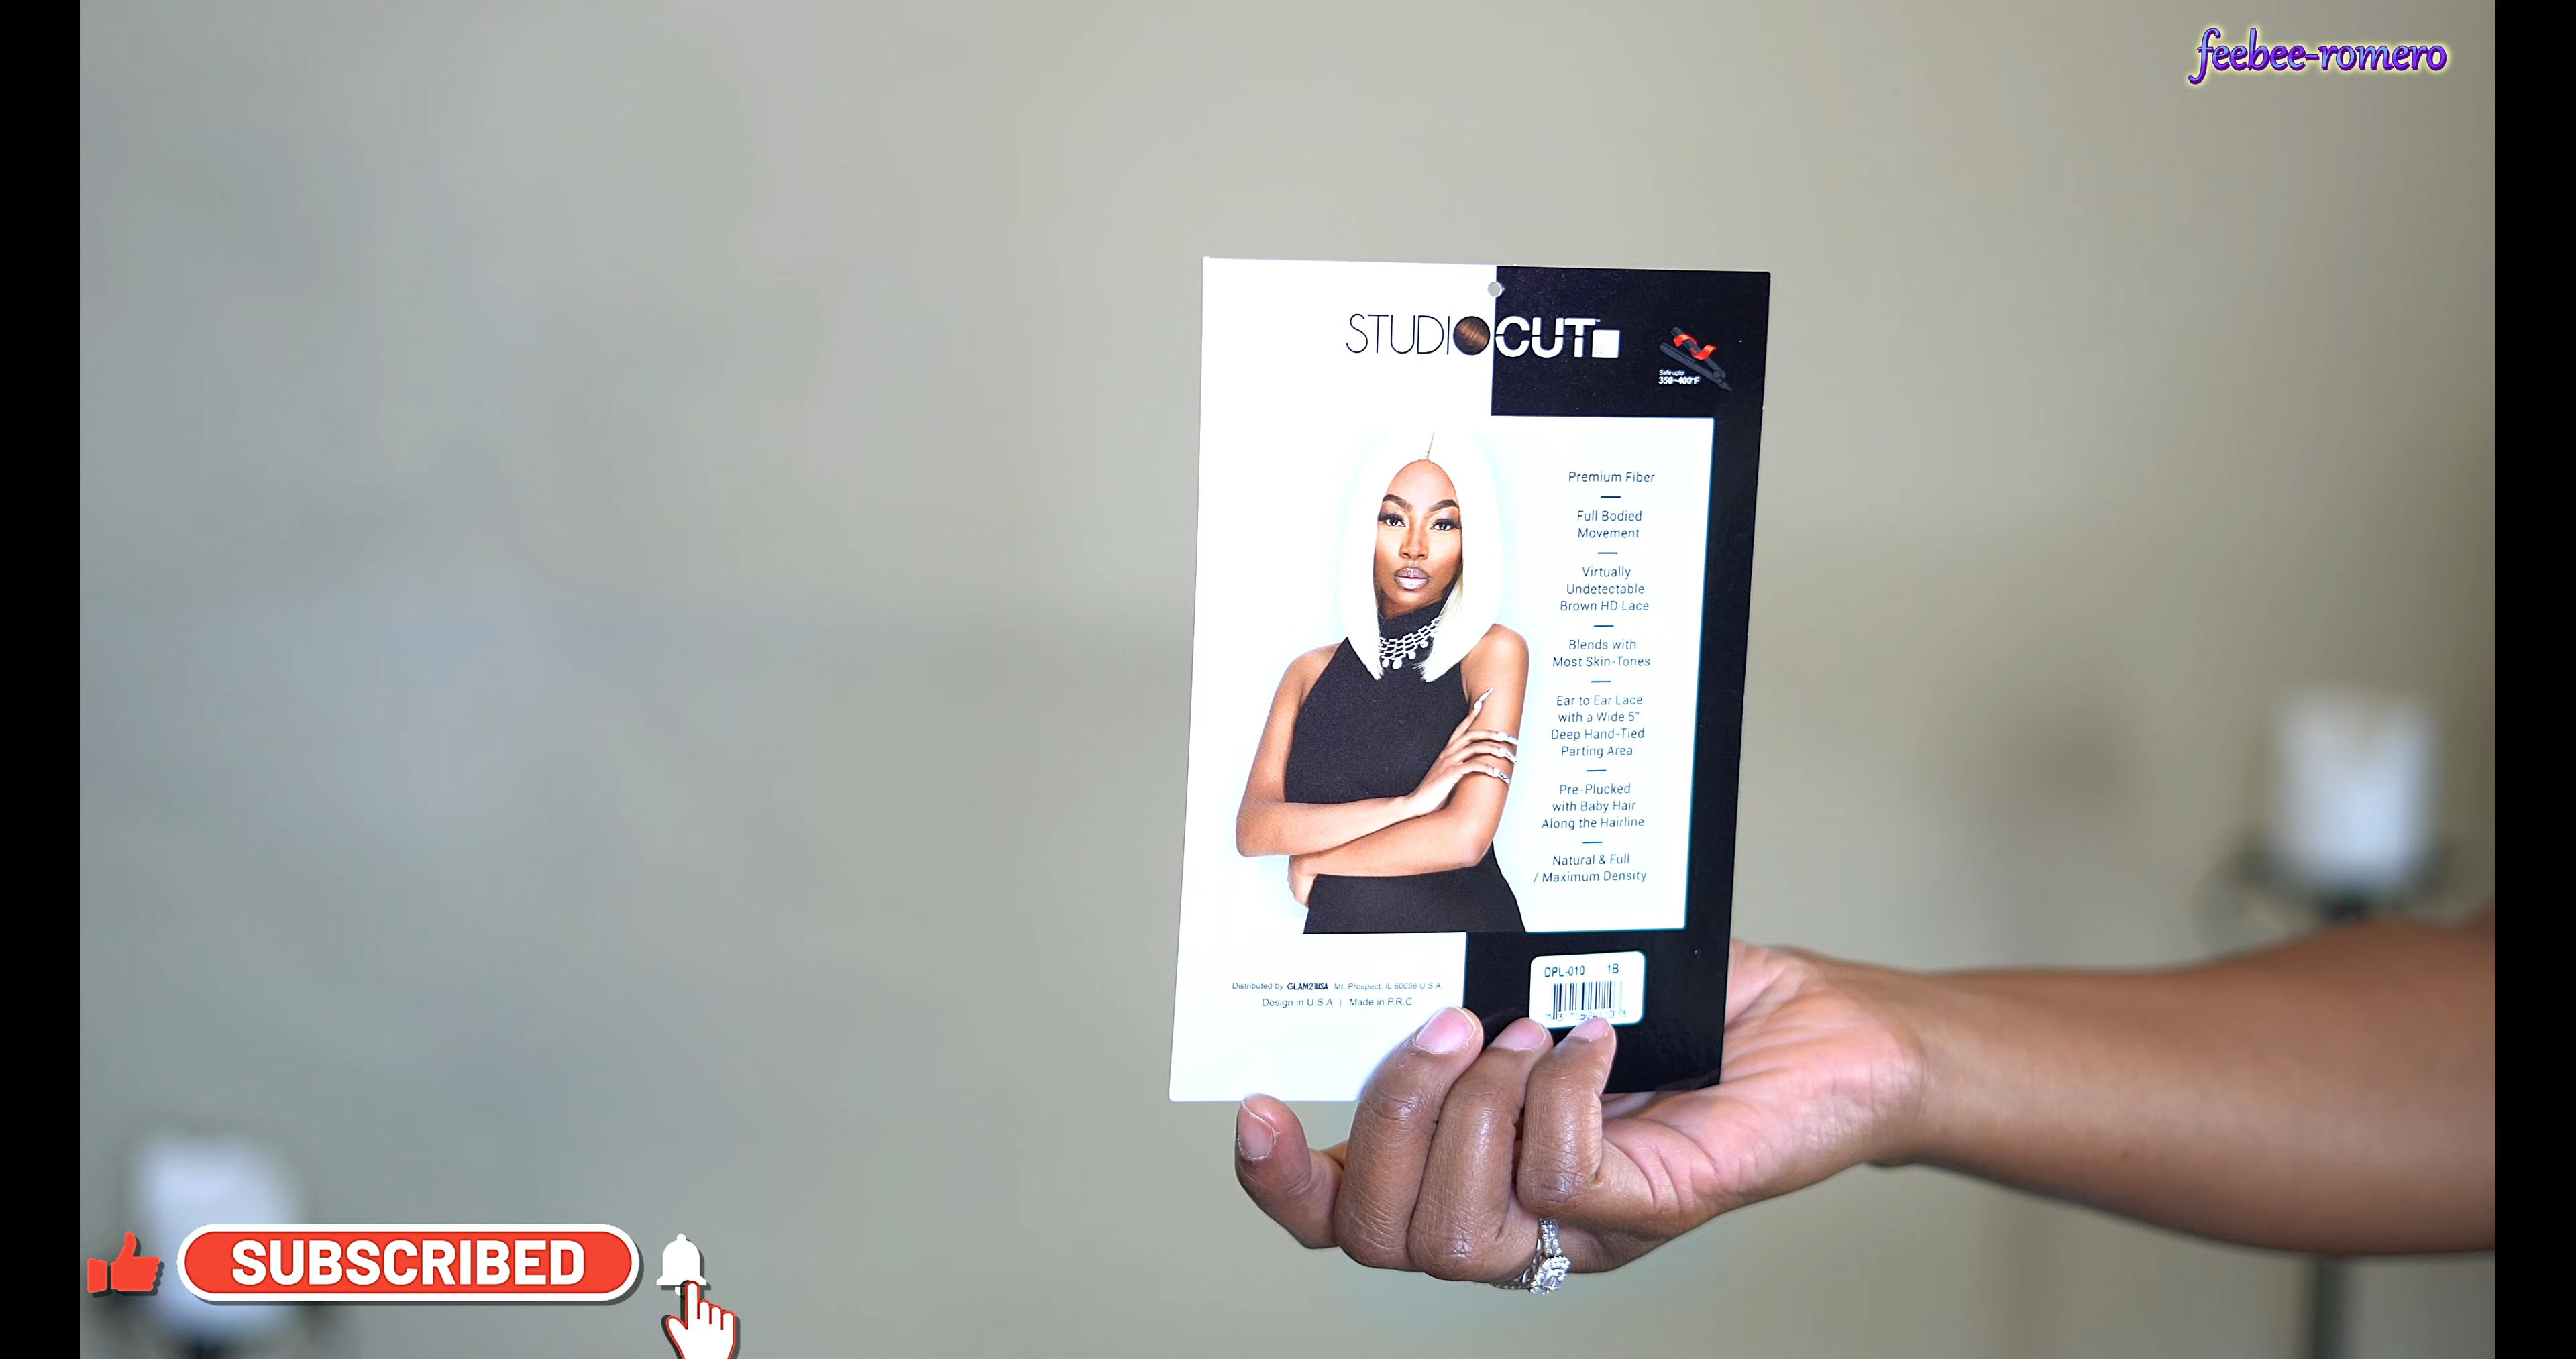 feebee-romero
STUDIOCUT
Safe upto
350~400°F
Premium Fiber
Full Bodied
Movement
Virtually
Undetectable
Brown HD Lace
Blends with
Most Skin-Tones
Ear to Ear Lace
with a Wide 5"
Deep Hand-Tied
Parting Area
Pre-Plucked
with Baby Hair
Along the Hairline
Natural & Full
/ Maximum Density
Distributed by GLAM21USA Mt. Prospect, IL 60056 U.S.A.
Design in U.S.A | Made in P.R.C
DPL-010 1B
SUBSCRIBED